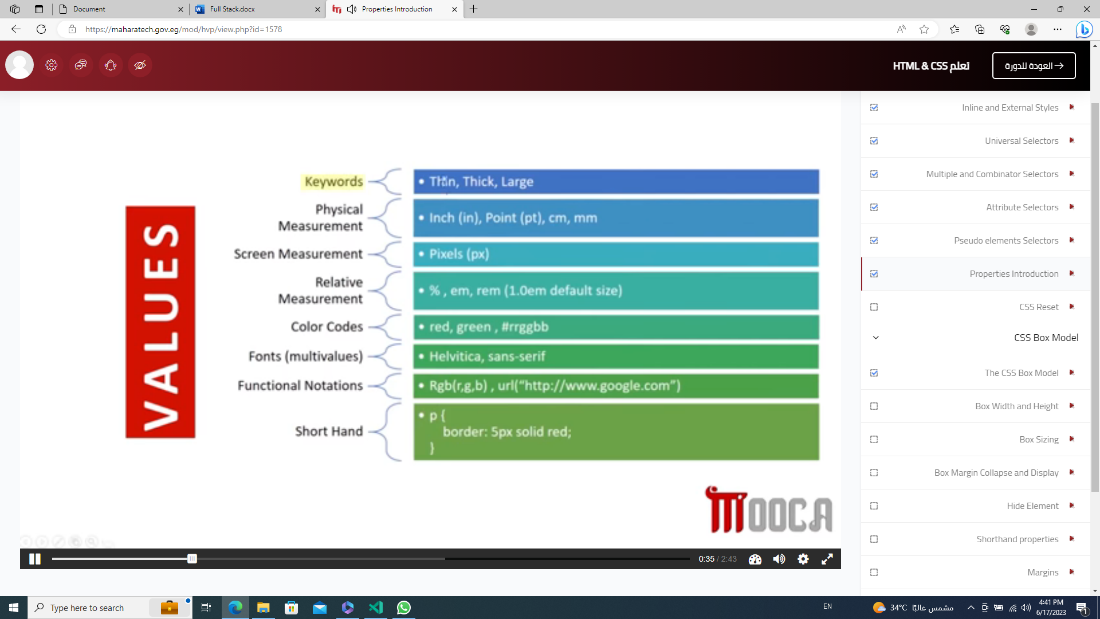 Document
Full Stack.docx
Properties Introduction
https://maharatech.gov.eg/mod/hvp/view.php?id=1578
تعلم HTML & CSS
العودة للدورة
Keywords
• Thin, Thick, Large
Physical
Measurement
• Inch (in), Point (pt), cm, mm
Screen Measurement
• Pixels (px)
Relative
Measurement
• % , em, rem (1.0em default size)
Color Codes
• red, green , #rrggbb
Fonts (multivalues)
• Helvitica, sans-serif
Functional Notations
• Rgb(r,g,b) , url("http://www.google.com")
Short Hand
• p {
border: 5px solid red;
}
VALUES
MOOCA
0:35 / 2:43
Inline and External Styles
Universal Selectors
Multiple and Combinator Selectors
Attribute Selectors
Pseudo elements Selectors
Properties Introduction
CSS Reset
CSS Box Model
The CSS Box Model
Box Width and Height
Box Sizing
Box Margin Collapse and Display
Hide Element
Shorthand properties
Margins
Type here to search
EN
34°C مشمس غالبًا
4:41 PM
6/17/2023